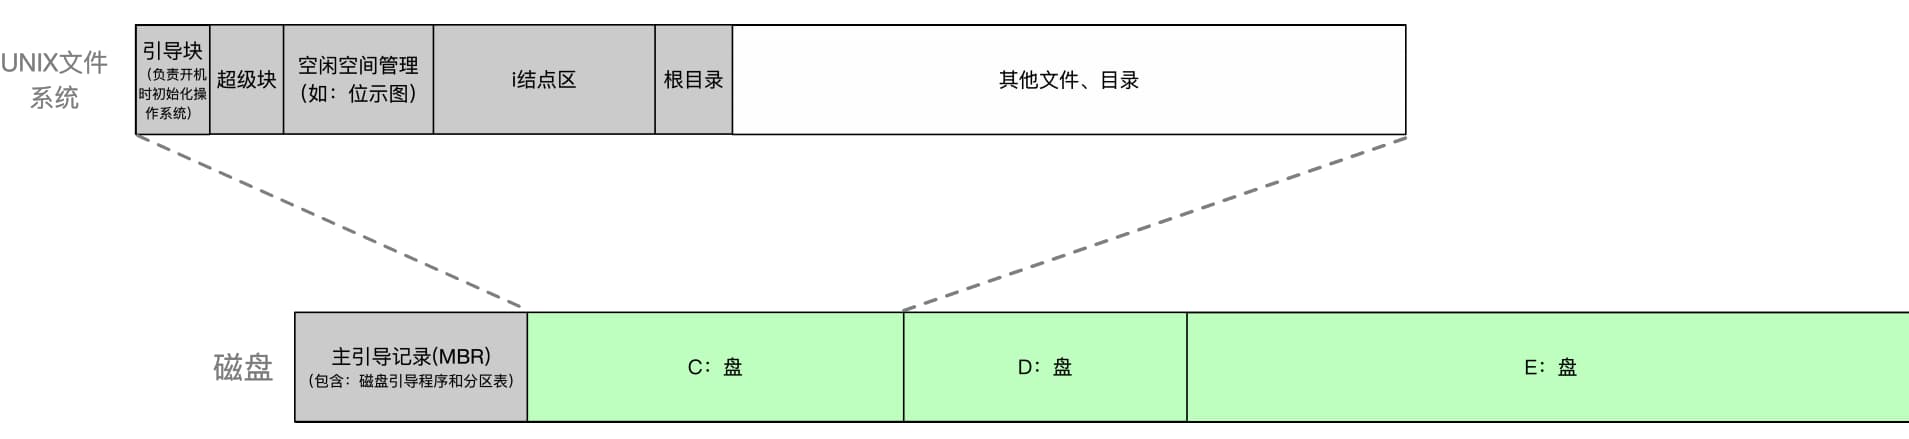 UNIX文件
系统
引导块
（负责开机
时初始化操
作系统）
超级块
空闲空间管理
（如：位示图）
i结点区
根目录
其他文件、目录
磁盘
主引导记录(MBR)
（包含：磁盘引导程序和分区表）
C：盘
D：盘
E：盘